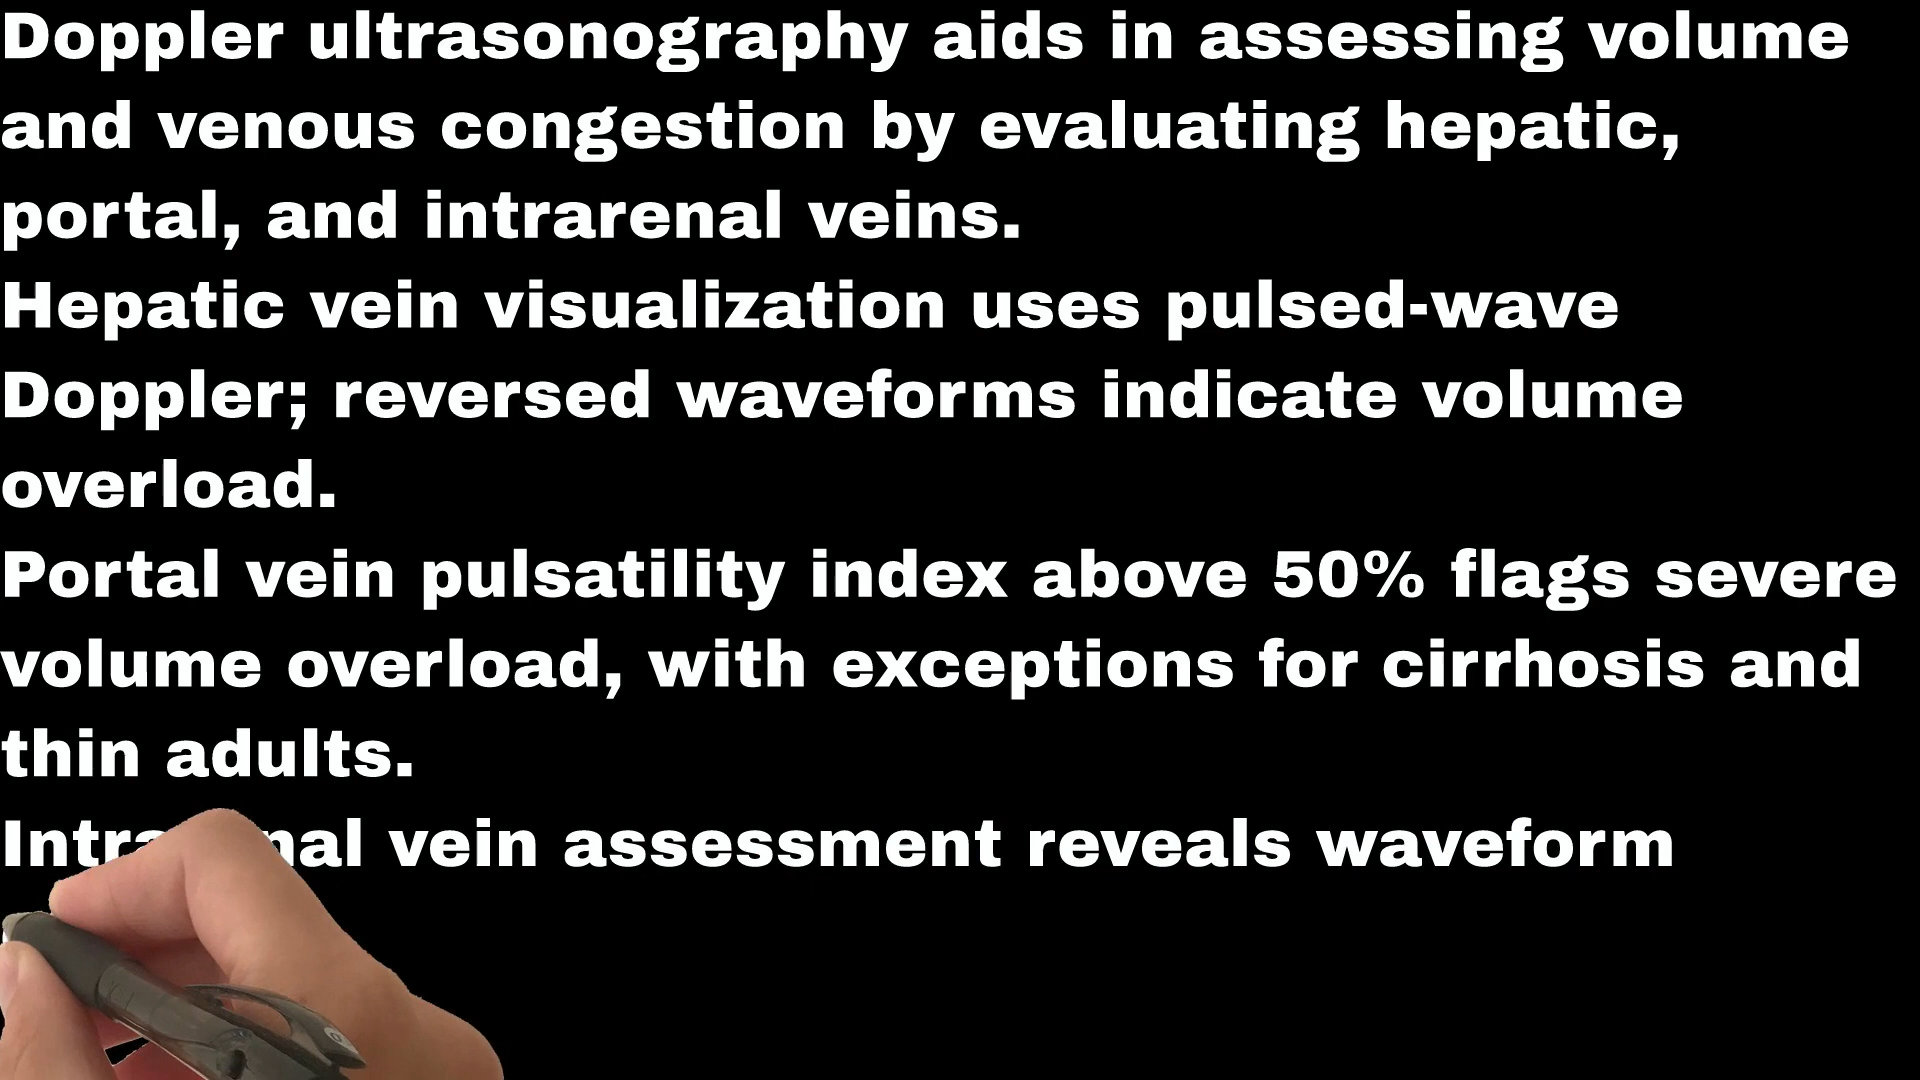 Doppler ultrasonography aids in assessing volume
and venous congestion by evaluating hepatic,
portal, and intrarenal veins.
Hepatic vein visualization uses pulsed-wave
Doppler; reversed waveforms indicate volume
overload.
Portal vein pulsatility index above 50% flags severe
volume overload, with exceptions for cirrhosis and
thin adults.
vein assessment reveals waveform